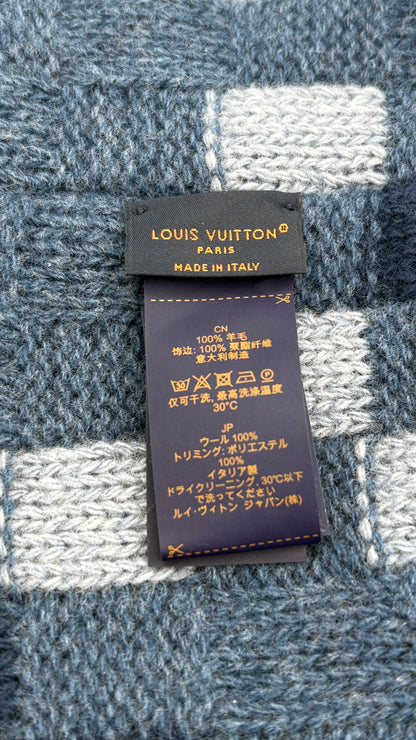 LOUIS VUITTON®
PARIS
MADE IN ITALY
CN
100% 羊毛
饰边: 100% 聚酯纤维
意大利制造
仅可干洗, 最高洗涤温度
30°C
JP
ウール 100%
トリミング: ポリエステル
100%
イタリア製
ドライクリーニング, 30°C以下
で洗ってください
ルイ・ヴィトン ジャパン(株)